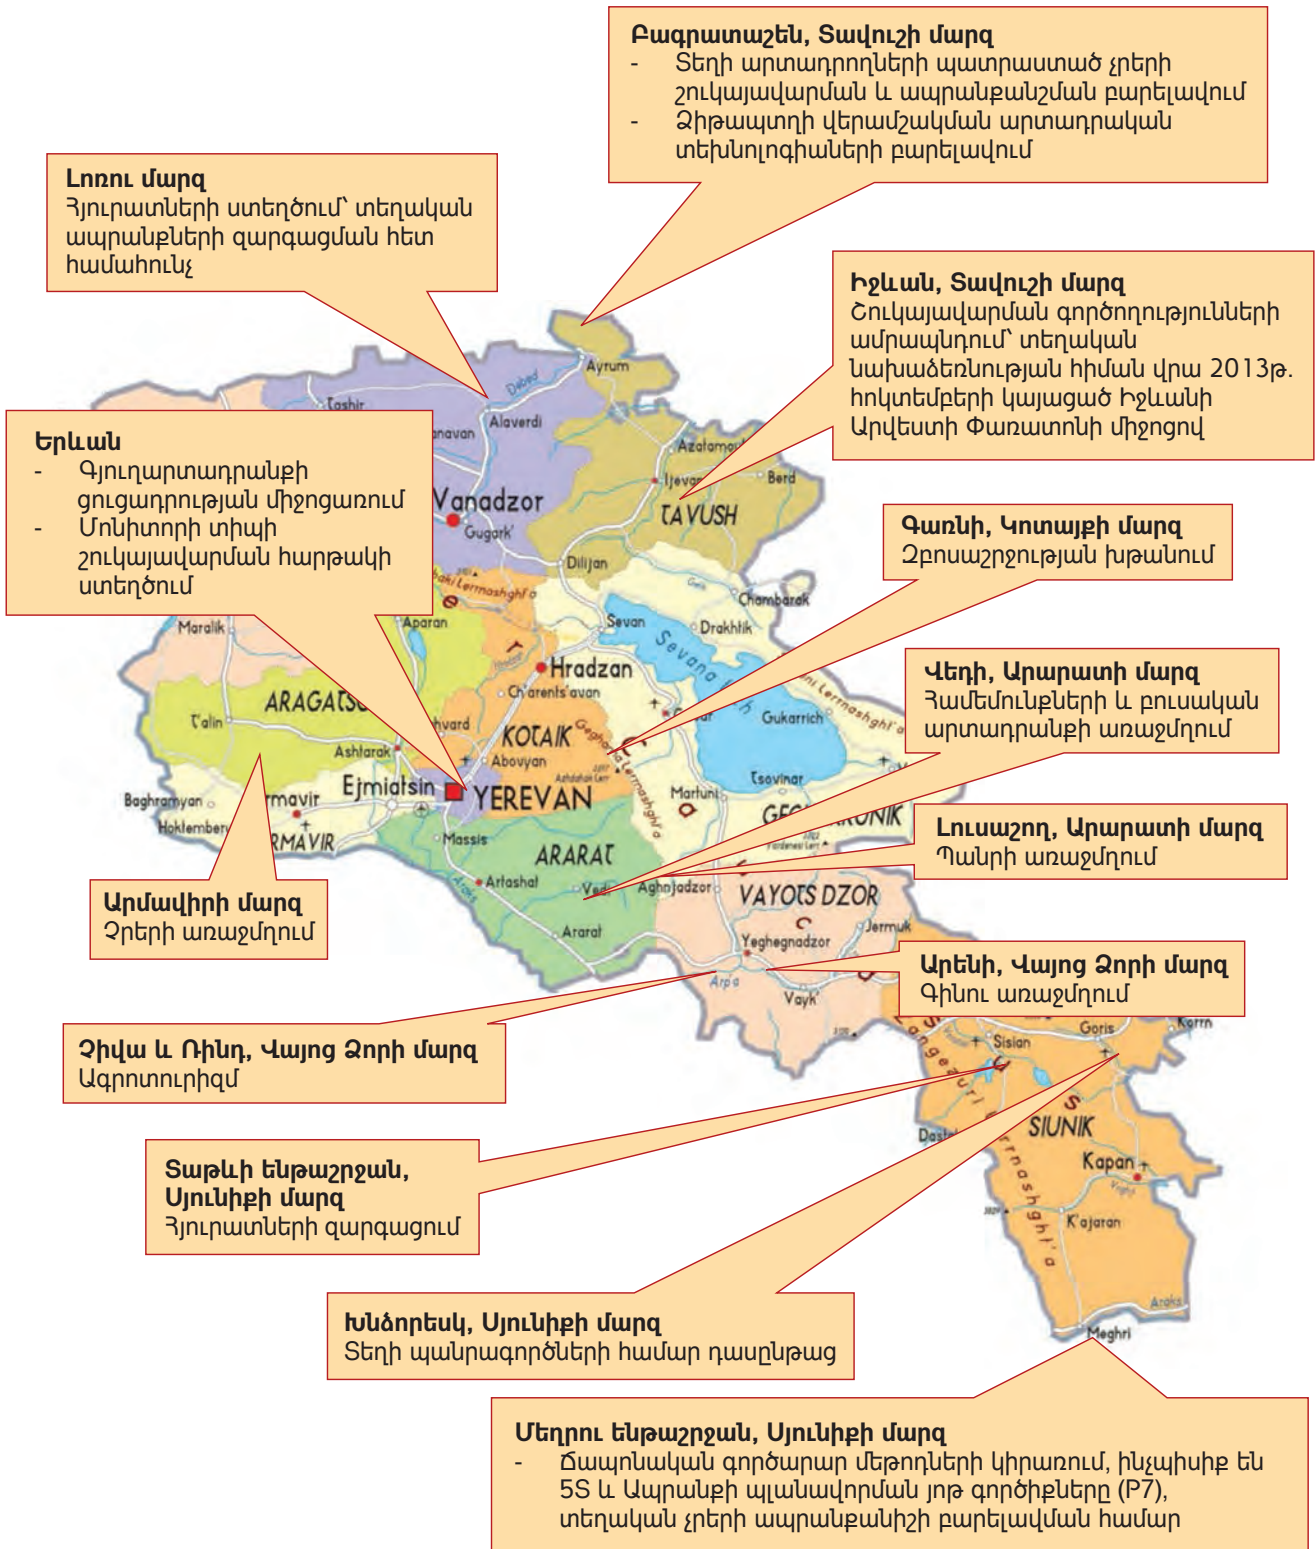 Բագրատաշեն, Տավուշի մարզ
- Տեղի արտադրողների պատրաստած չրերի
շուկայավարման և ապրանքանշման բարելավում
- Ձիթապտղի վերամշակման արտադրական
տեխնոլոգիաների բարելավում
Լոռու մարզ
Հյուրատների ստեղծում՝ տեղական
ապրանքների զարգացման հետ
համահունչ
Իջևան, Տավուշի մարզ
Շուկայավարման գործողությունների
ամրապնդում՝ տեղական
նախաձեռնության հիման վրա 2013թ.
հոկտեմբերի կայացած Իջևանի
Արվեստի Փառատոնի միջոցով
Երևան
- Գյուղարտադրանքի
ցուցադրության միջոցառում
- Մոնիտորի տիպի
շուկայավարման հարթակի
ստեղծում
Գառնի, Կոտայքի մարզ
Զբոսաշրջության խթանում
Վեդի, Արարատի մարզ
Համեմունքների և բուսական
արտադրանքի առաջմղում
Լուսաշող, Արարատի մարզ
Պանրի առաջմղում
Արմավիրի մարզ
Չրերի առաջմղում
Արենի, Վայոց Ձորի մարզ
Գինու առաջմղում
Չիվա և Ռինդ, Վայոց Ձորի մարզ
Ագրոտուրիզմ
Տաթևի ենթաշրջան,
Սյունիքի մարզ
Հյուրատների զարգացում
Խնձորեսկ, Սյունիքի մարզ
Տեղի պանրագործների համար դասընթաց
Մեղրու ենթաշրջան, Սյունիքի մարզ
- Ճապոնական գործարար մեթոդների կիրառում, ինչպիսիք են
5S և Ապրանքի պլանավորման յոթ գործիքները (P7),
տեղական չրերի ապրանքանիշի բարելավման համար
Ayrum
Debed
Tashir
Alaverdi
Ijevan
Berd
Vanadzor
Gugark'
TAVUSH
Dilijan
Chambarak
Maralik
Aparan
Sevan
Drakhtik
Hradzan
Ch'arents'avan
Sevana Lich
Gukarrich
T'alin
Ashtarak
KOTAIK
Abovyan
Geghama Lernashght'a
Tsovinar
Baghramyan
Ejmiatsin
YEREVAN
Martuni
Massis
ARARAT
Artashat
Vedi
Aghnjadzor
VAYOTS DZOR
Araks
Ararat
Yeghegnadzor
Jermuk
Arp'a
Vayk'
Sisian
Goris
Korrn
SIUNIK
Kapan
K'ajaran
Araks
Meghri